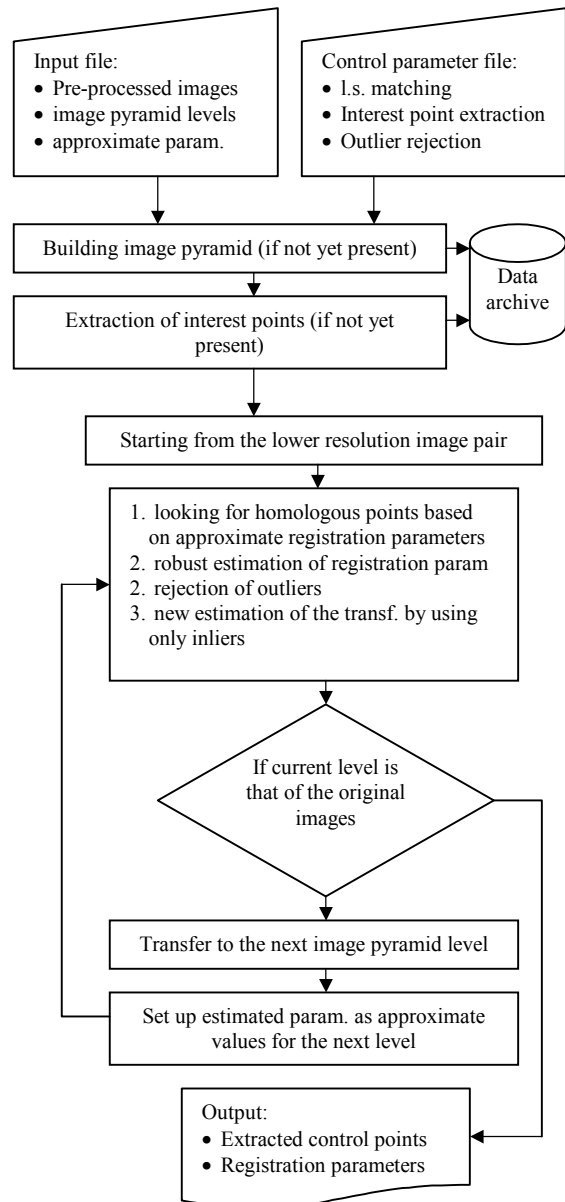 Input file:
• Pre-processed images
• image pyramid levels
• approximate param.
Control parameter file:
• l.s. matching
• Interest point extraction
• Outlier rejection
Building image pyramid (if not yet present)
Data
archive
Extraction of interest points (if not yet
present)
Starting from the lower resolution image pair
1. looking for homologous points based
on approximate registration parameters
2. robust estimation of registration param
2. rejection of outliers
3. new estimation of the transf. by using
only inliers
If current level is
that of the original
images
Transfer to the next image pyramid level
Set up estimated param. as approximate
values for the next level
Output:
• Extracted control points
• Registration parameters